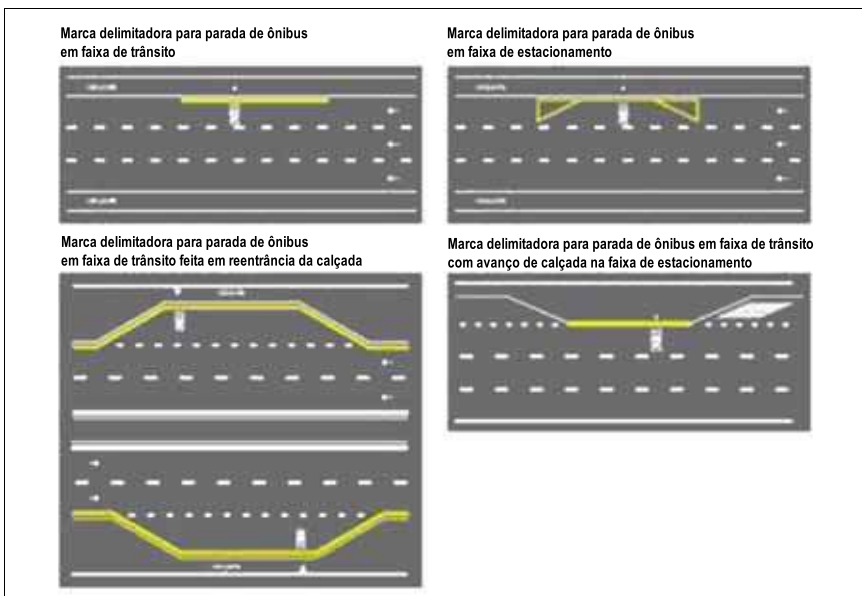 Marca delimitadora para parada de ônibus
em faixa de trânsito
Marca delimitadora para parada de ônibus
em faixa de estacionamento
Marca delimitadora para parada de ônibus
em faixa de trânsito feita em reentrância da calçada
Marca delimitadora para parada de ônibus em faixa de trânsito
com avanço de calçada na faixa de estacionamento